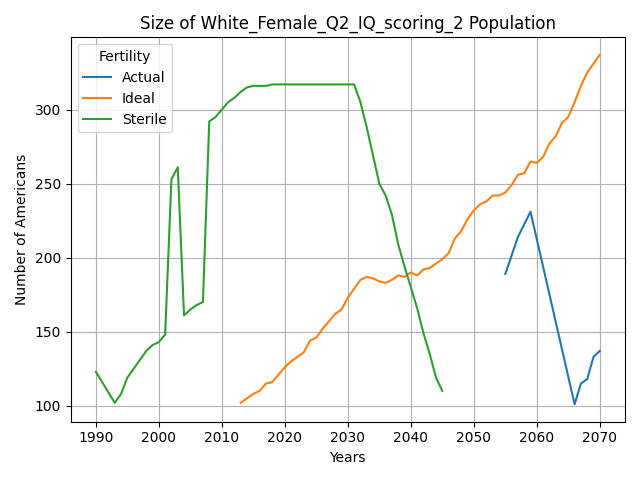 Size of White_Female_Q2_IQ_scoring_2 Population
Fertility
Actual
Ideal
Sterile
Number of Americans
300
250
200
150
100
1990 2000 2010 2020 2030 2040 2050 2060 2070
Years